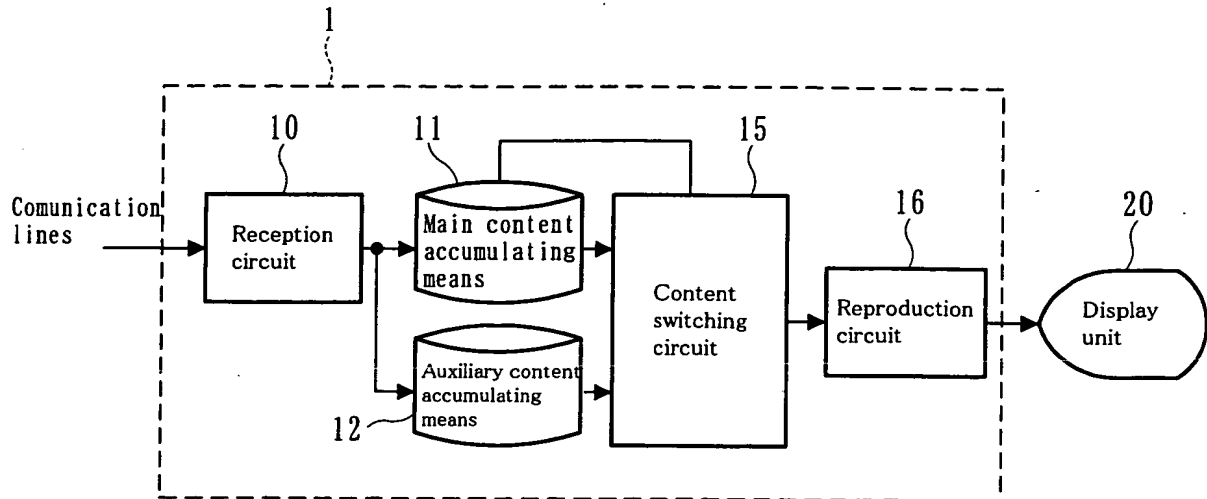 1
10
11
15
16
20
Comunication
lines
Reception
circuit
Main content
accumulating
means
Auxiliary content
accumulating
means
12
Content
switching
circuit
Reproduction
circuit
Display
unit